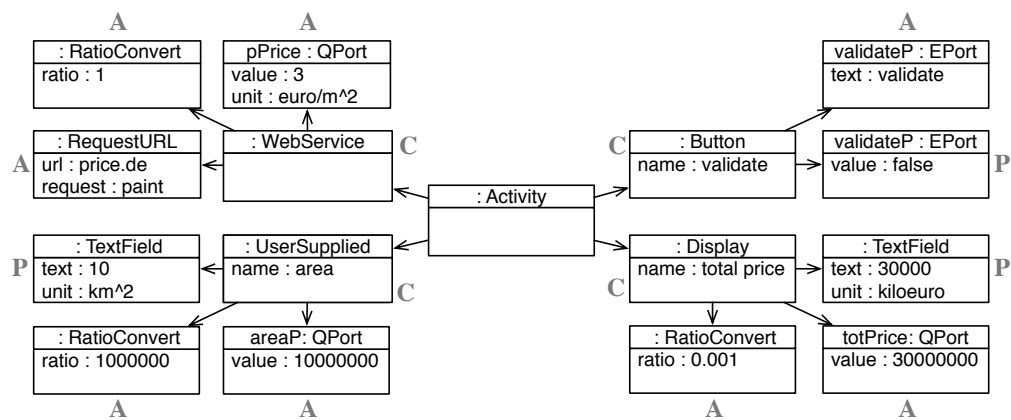 A
A
A
: RatioConvert
ratio : 1
pPrice : QPort
value : 3
unit : euro/m^2
validateP : EPort
text : validate
A
: RequestURL
url : price.de
request : paint
: WebService
C
C
: Button
name : validate
validateP : EPort
value : false
P
: Activity
P
: TextField
text : 10
unit : km^2
: UserSupplied
name : area
C
C
: Display
name : total price
: TextField
text : 30000
unit : kiloeuro
P
: RatioConvert
ratio : 1000000
areaP: QPort
value : 10000000
: RatioConvert
ratio : 0.001
totPrice: QPort
value : 30000000
A
A
A
A